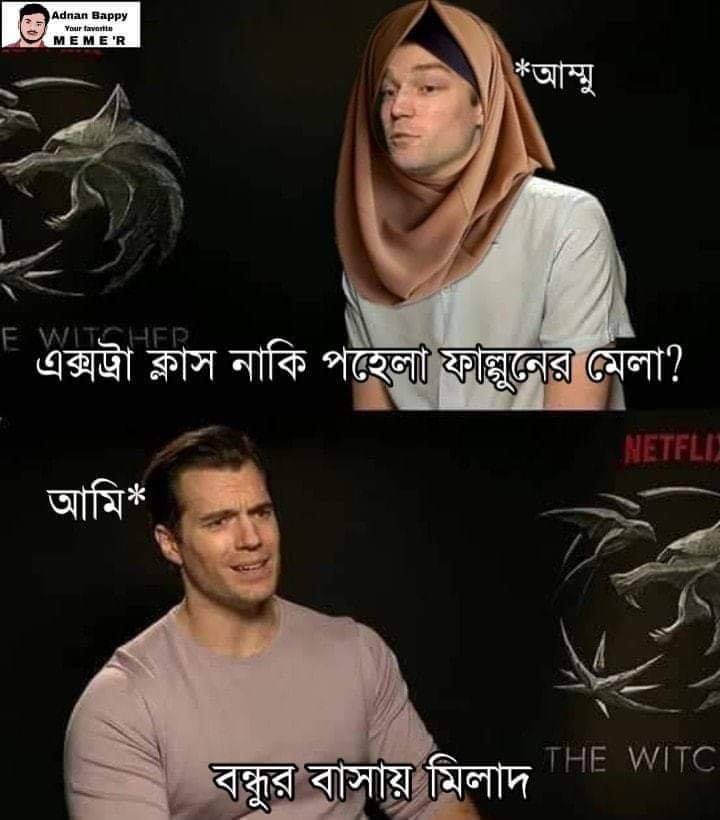 Adnan Bappy
Your favorite
MEME'R
*আম্মু
E WITCHER
এক্সট্রা ক্লাস নাকি পহেলা ফাল্গুনের মেলা?
NETFLI
আমি*
THE WITC
বন্ধুর বাসায় মিলাদ